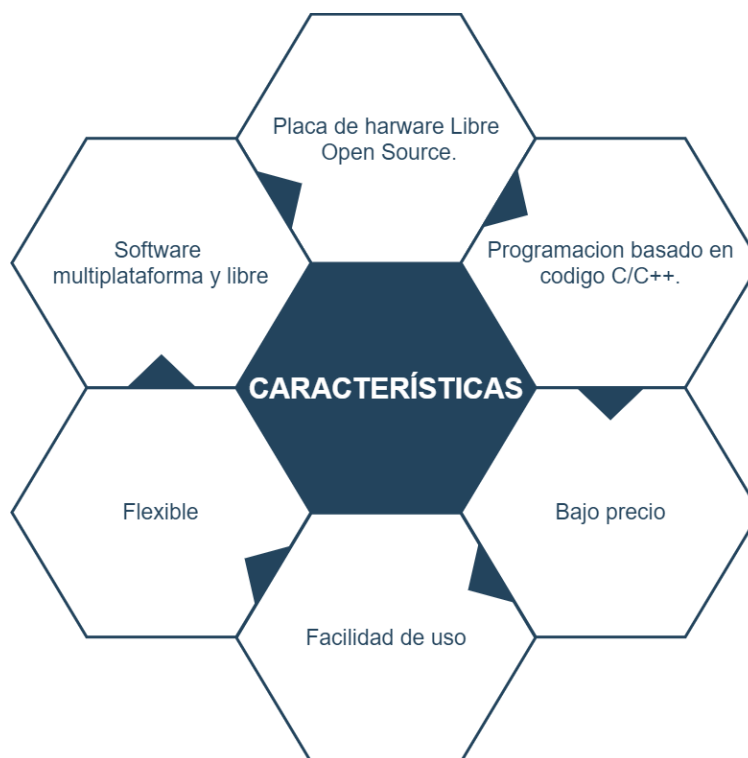 Placa de harware Libre
Open Source.
Programacion basado en
codigo C/C++.
Bajo precio
Facilidad de uso
Flexible
Software
multiplataforma y libre
CARACTERÍSTICAS